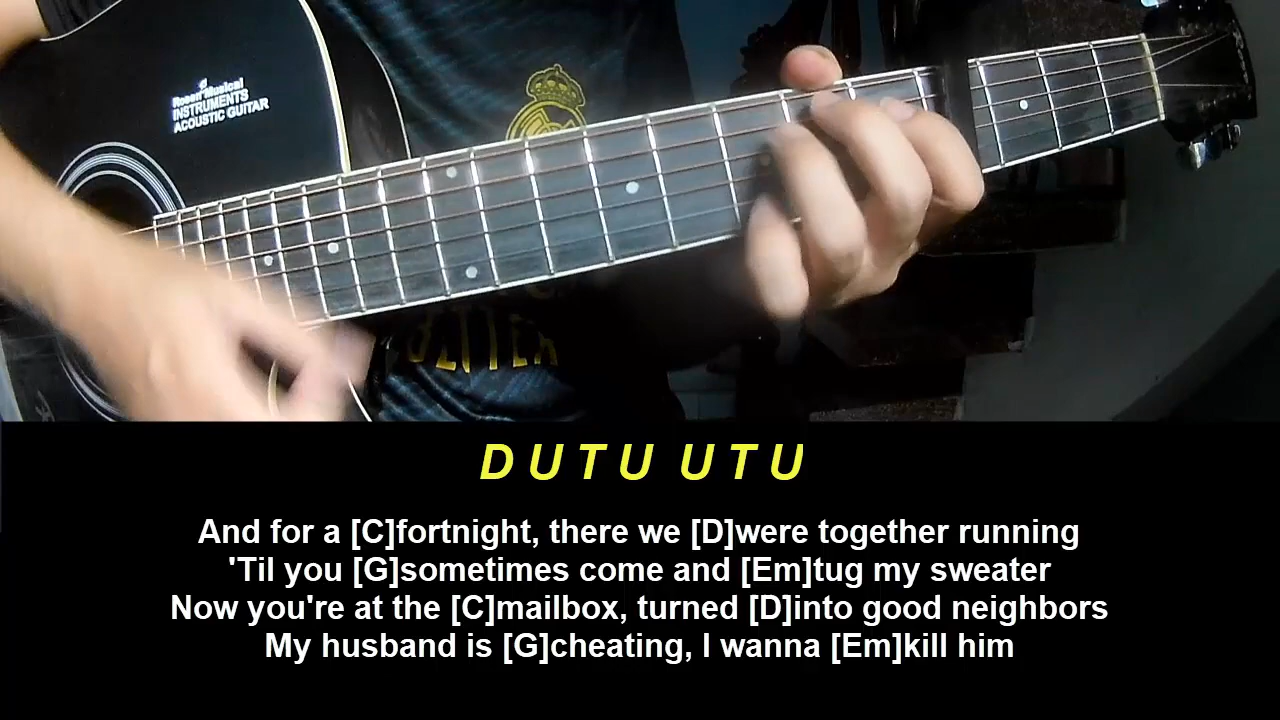 Rosen Musical
INSTRUMENTS
ACOUSTIC GUITAR
D U T U U T U
And for a [C]fortnight, there we [D]were together running
'Til you [G]sometimes come and [Em]tug my sweater
Now you're at the [C]mailbox, turned [D]into good neighbors
My husband is [G]cheating, I wanna [Em]kill him